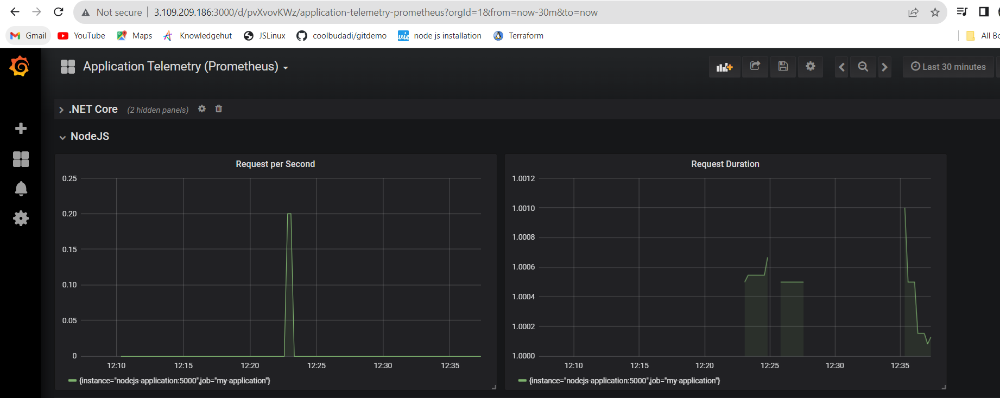 Not secure 3.109.209.186:3000/d/pvXvovKWz/application-telemetry-prometheus?orgId=1&from=now-30m&to=now
Gmail YouTube Maps Knowledgehut JSLinux coolbudadi/gitdemo node js installation Terraform All Bo
Application Telemetry (Prometheus) Last 30 minutes
.NET Core (2 hidden panels)
NodeJS
Request per Second
0.25
0.20
0.15
0.10
0.05
0
12:10 12:15 12:20 12:25 12:30 12:35
{instance="nodejs-application:5000",job="my-application"}
Request Duration
1.0012
1.0010
1.0008
1.0006
1.0004
1.0002
1.0000
12:10 12:15 12:20 12:25 12:30 12:35
{instance="nodejs-application:5000",job="my-application"}